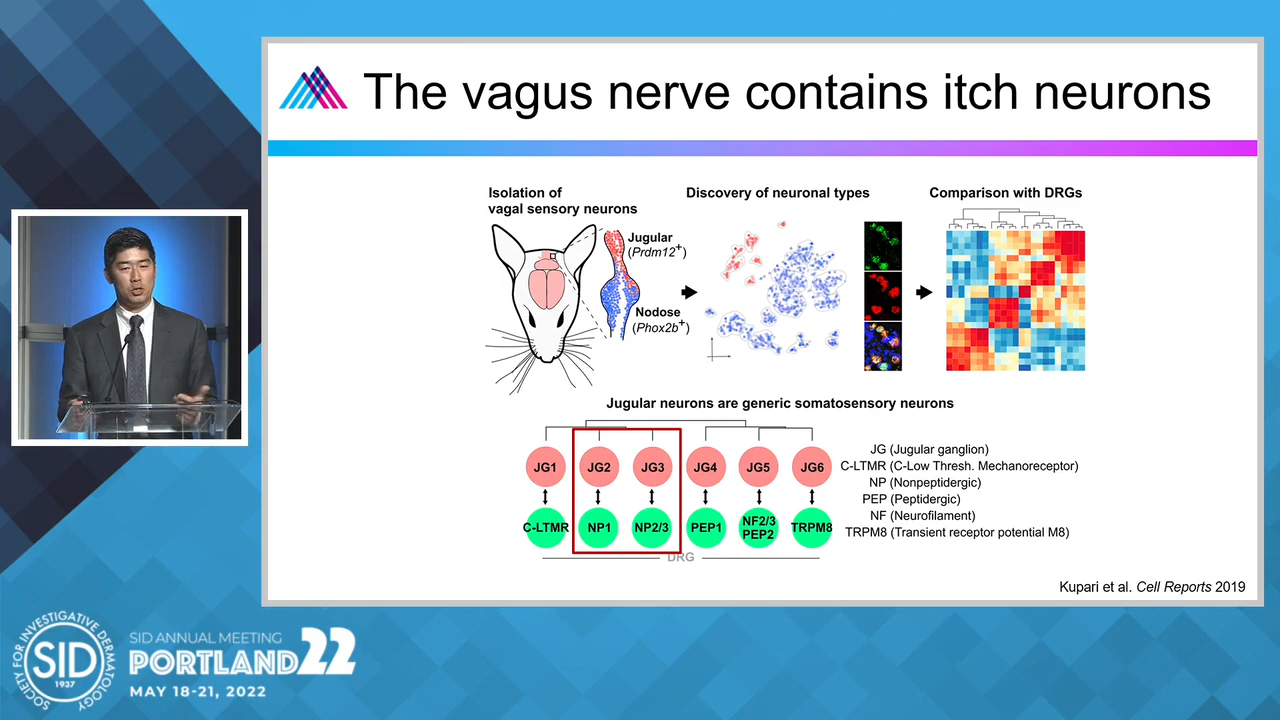 The vagus nerve contains itch neurons
Isolation of
vagal sensory neurons
Discovery of neuronal types
Comparison with DRGs
Jugular
(Prdm12+)
Nodose
(Phox2b+)
Jugular neurons are generic somatosensory neurons
JG1
JG2
JG3
JG4
JG5
JG6
C-LTMR
NP1
NP2/3
PEP1
NF2/3
PEP2
TRPM8
DRG
JG (Jugular ganglion)
C-LTMR (C-Low Thresh. Mechanoreceptor)
NP (Nonpeptidergic)
PEP (Peptidergic)
NF (Neurofilament)
TRPM8 (Transient receptor potential M8)
Kupari et al. Cell Reports 2019
SOCIETY FOR INVESTIGATIVE DERMATOLOGY
SID
1937
SID ANNUAL MEETING
PORTLAND22
MAY 18-21, 2022